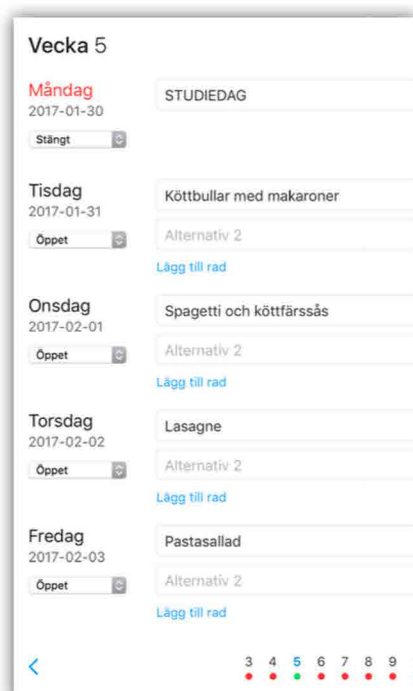 Vecka 5
Måndag
2017-01-30
Stängt
STUDIEDAG
Tisdag
2017-01-31
Öppet
Köttbullar med makaroner
Alternativ 2
Lägg till rad
Onsdag
2017-02-01
Öppet
Spagetti och köttfärssås
Alternativ 2
Lägg till rad
Torsdag
2017-02-02
Öppet
Lasagne
Alternativ 2
Lägg till rad
Fredag
2017-02-03
Öppet
Pastasallad
Alternativ 2
Lägg till rad
3 4 5 6 7 8 9